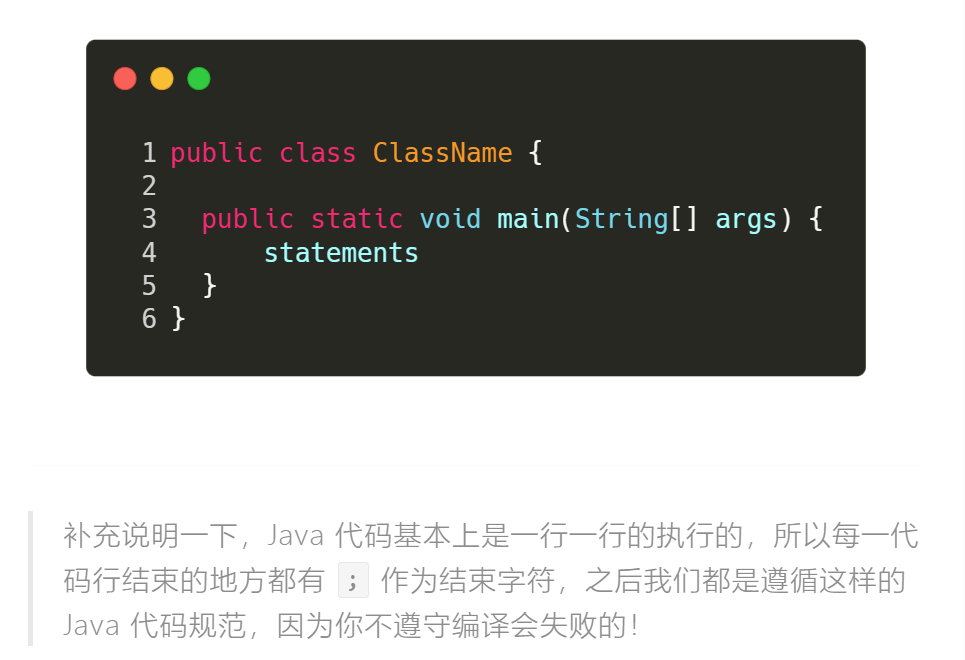 1 public class ClassName {
2
3   public static void main(String[] args) {
4       statements
5   }
6 }
补充说明一下，Java 代码基本上是一行一行的执行的，所以每一代
码行结束的地方都有 ; 作为结束字符，之后我们都是遵循这样的
Java 代码规范，因为你不遵守编译会失败的！